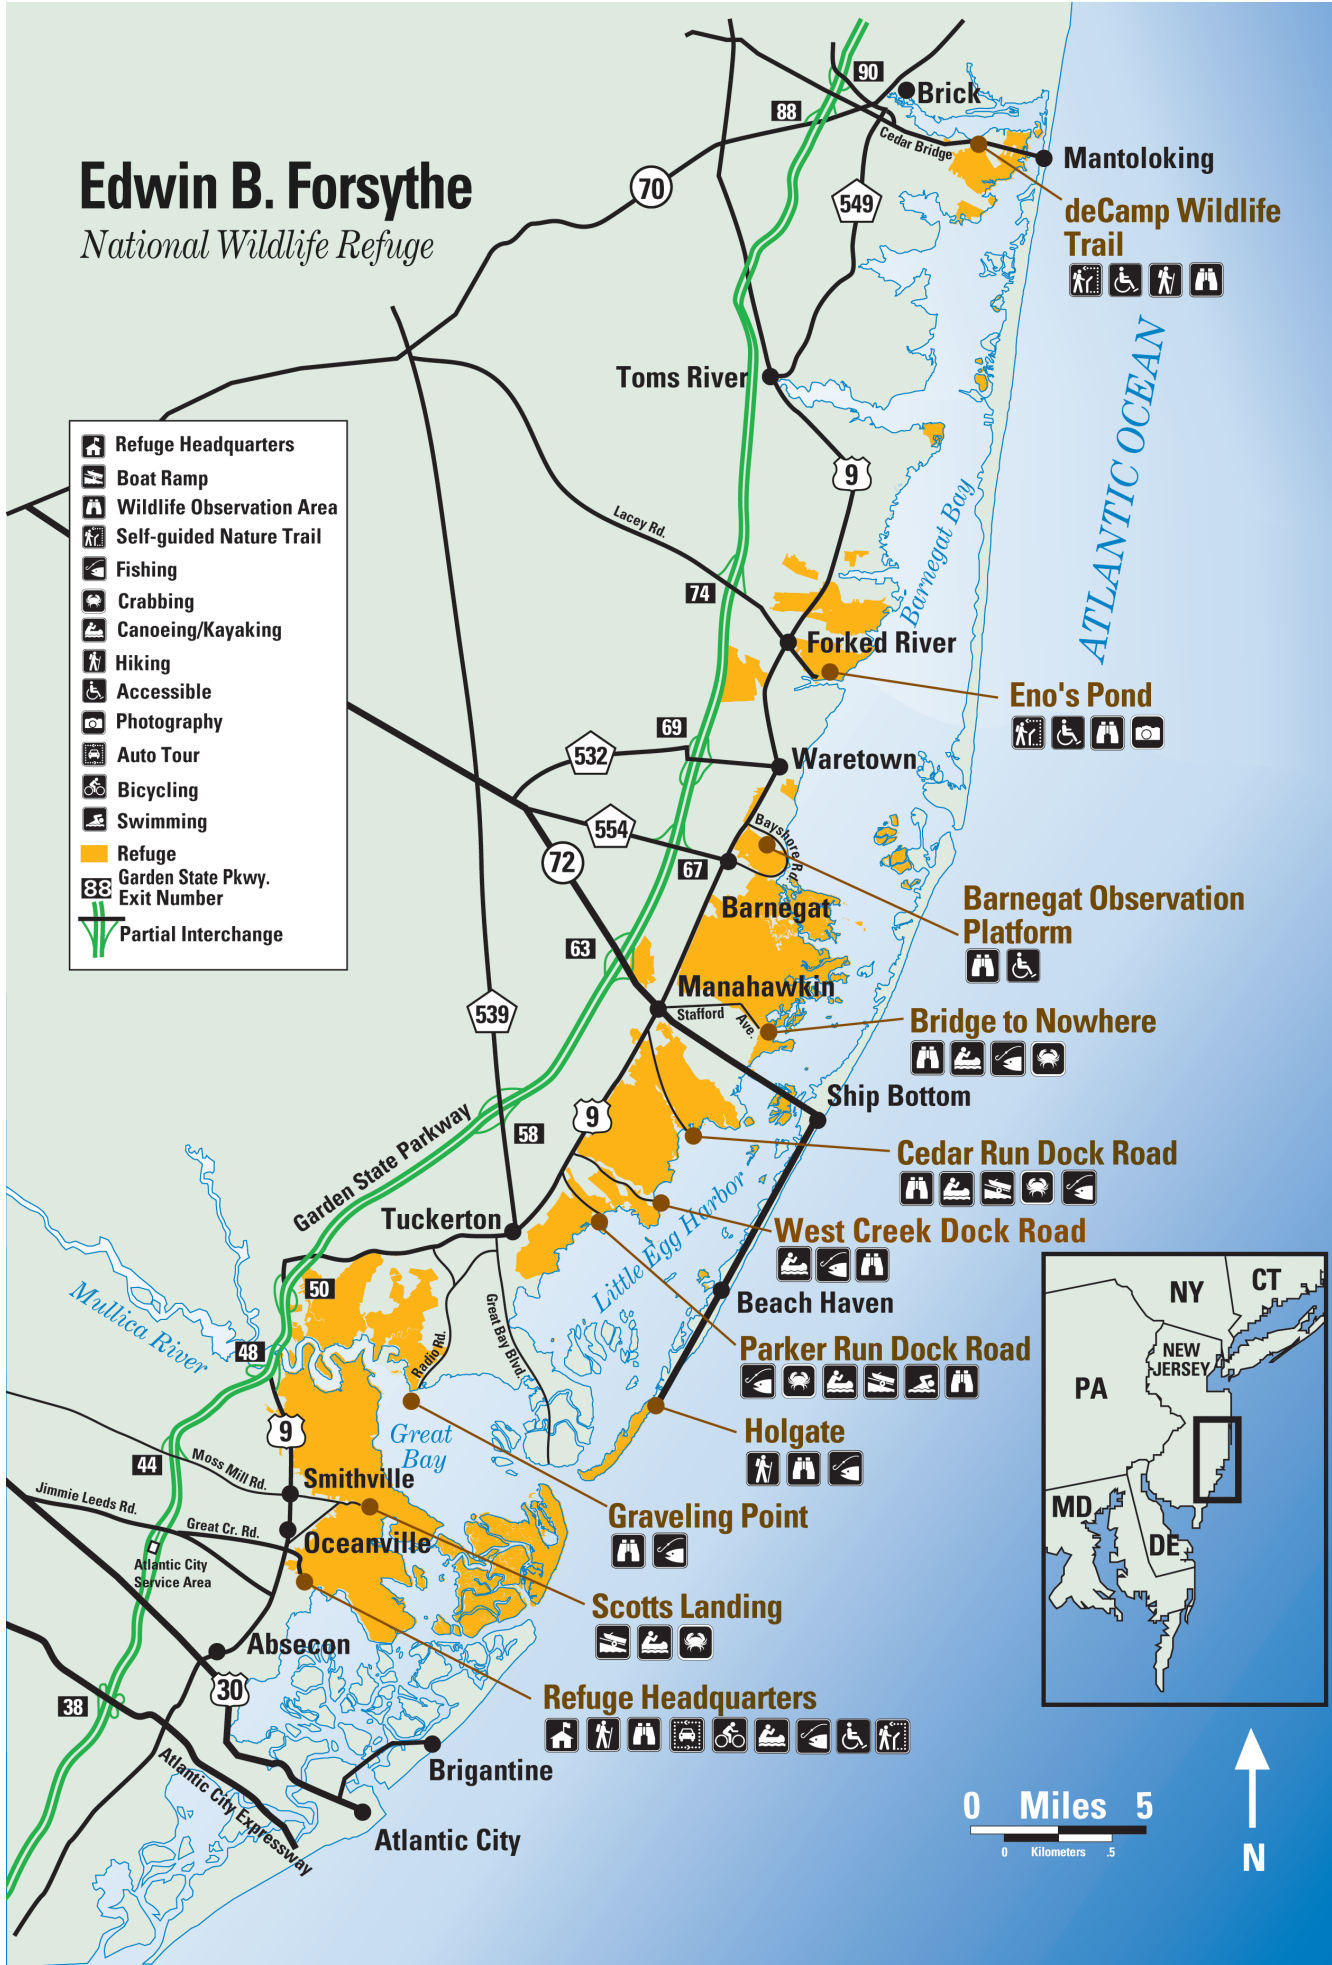 Edwin B. Forsythe
National Wildlife Refuge
90
Brick
88
Cedar Bridge
Mantoloking
70
549
deCamp Wildlife
Trail
ATLANTIC OCEAN
Toms River
9
Refuge Headquarters
Boat Ramp
Wildlife Observation Area
Self-guided Nature Trail
Fishing
Crabbing
Canoeing/Kayaking
Hiking
Accessible
Photography
Auto Tour
Bicycling
Swimming
Refuge
88
Garden State Pkwy.
Exit Number
Partial Interchange
Lacey Rd.
Barnegat Bay
74
Forked River
Eno's Pond
69
532
Waretown
554
Bayshore Rd.
72
67
Barnegat
Barnegat Observation
Platform
63
Manahawkin
Stafford
Ave.
539
Bridge to Nowhere
Ship Bottom
9
58
Garden State Parkway
Cedar Run Dock Road
Tuckerton
Little Egg Harbor
West Creek Dock Road
50
Beach Haven
Mullica River
48
Radio Rd.
Great Bay Blvd.
Parker Run Dock Road
9
Great
Bay
Holgate
44
Moss Mill Rd.
Smithville
Jimmie Leeds Rd.
Great Cr. Rd.
Oceanville
Graveling Point
Atlantic City
Service Area
Scotts Landing
Absecon
30
38
Refuge Headquarters
Brigantine
Atlantic City Expressway
Atlantic City
NY
CT
NEW
JERSEY
PA
MD
DE
0 Miles 5
0 Kilometers .5
N